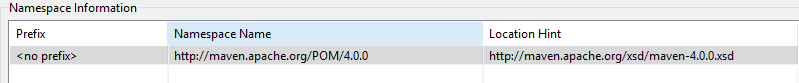 Namespace Information
Prefix Namespace Name Location Hint
<no prefix> http://maven.apache.org/POM/4.0.0 http://maven.apache.org/xsd/maven-4.0.0.xsd